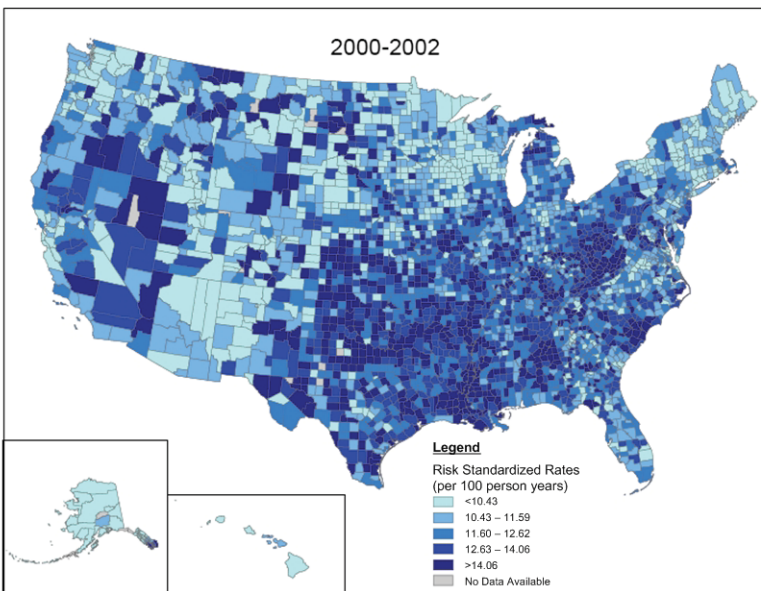 2000-2002
Legend
Risk Standardized Rates
(per 100 person years)
<10.43
10.43 – 11.59
11.60 – 12.62
12.63 – 14.06
>14.06
No Data Available